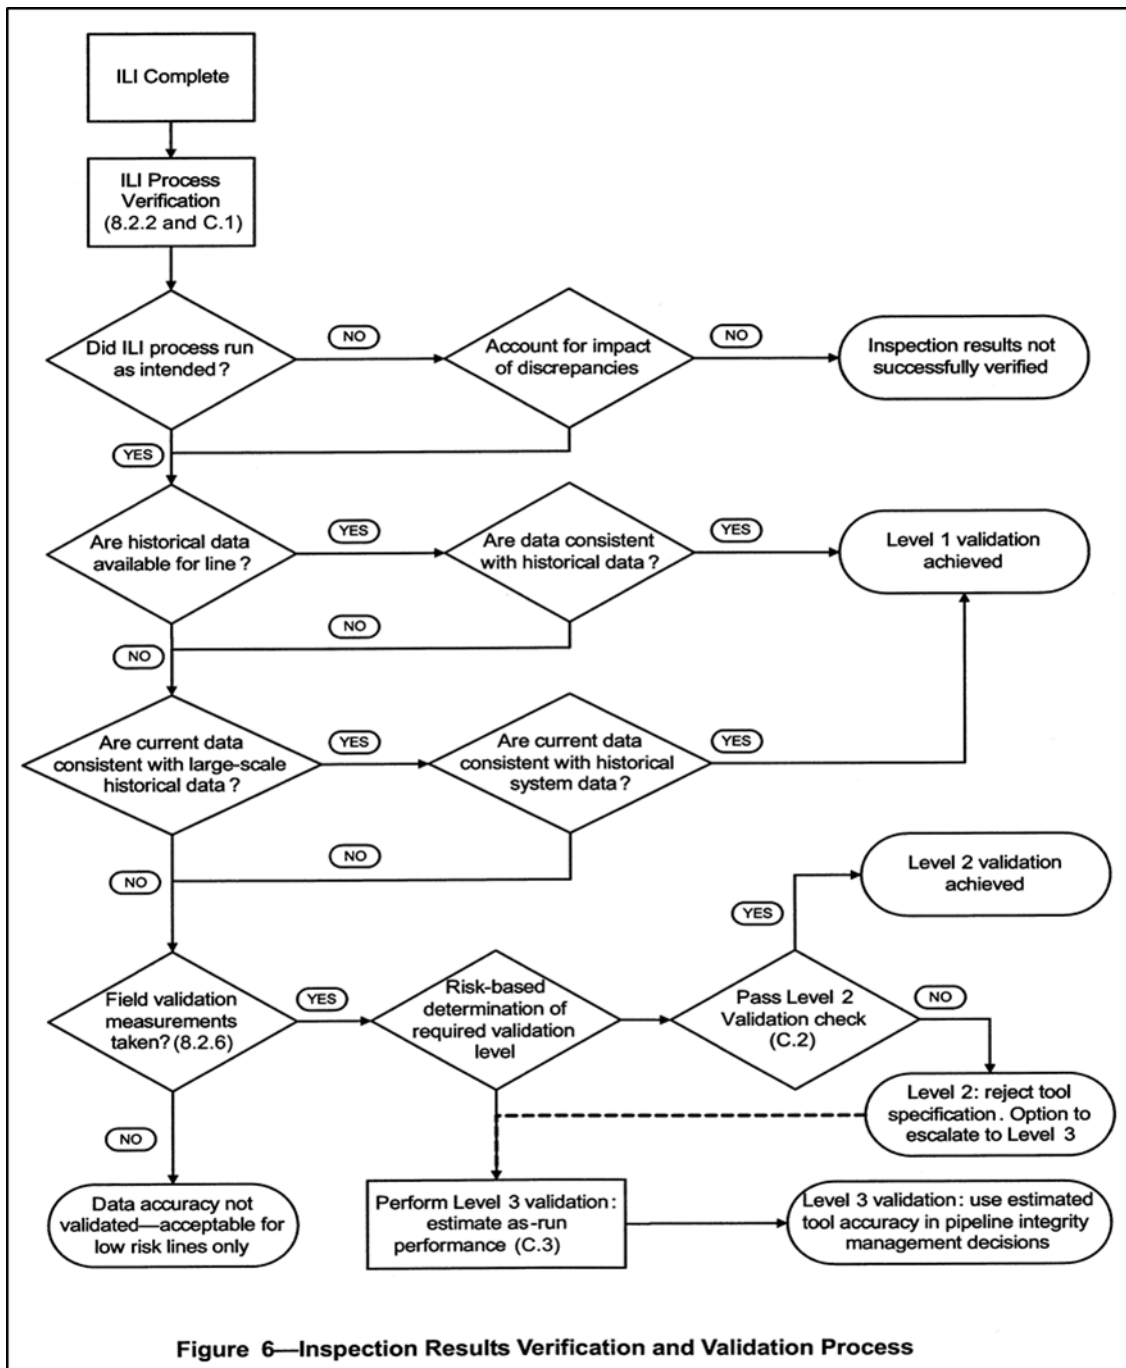 ILI Complete
ILI Process
Verification
(8.2.2 and C.1)
Did ILI process run
as intended?
NO
Account for impact
of discrepancies
NO
Inspection results not
successfully verified
YES
Are historical data
available for line?
YES
Are data consistent
with historical data?
YES
Level 1 validation
achieved
NO
NO
Are current data
consistent with large-scale
historical data?
YES
Are current data
consistent with historical
system data?
YES
NO
NO
Level 2 validation
achieved
YES
Field validation
measurements
taken? (8.2.6)
YES
Risk-based
determination of
required validation
level
Pass Level 2
Validation check
(C.2)
NO
Level 2: reject tool
specification. Option to
escalate to Level 3
NO
Data accuracy not
validated—acceptable for
low risk lines only
Perform Level 3 validation:
estimate as-run
performance (C.3)
Level 3 validation: use estimated
tool accuracy in pipeline integrity
management decisions
Figure 6—Inspection Results Verification and Validation Process